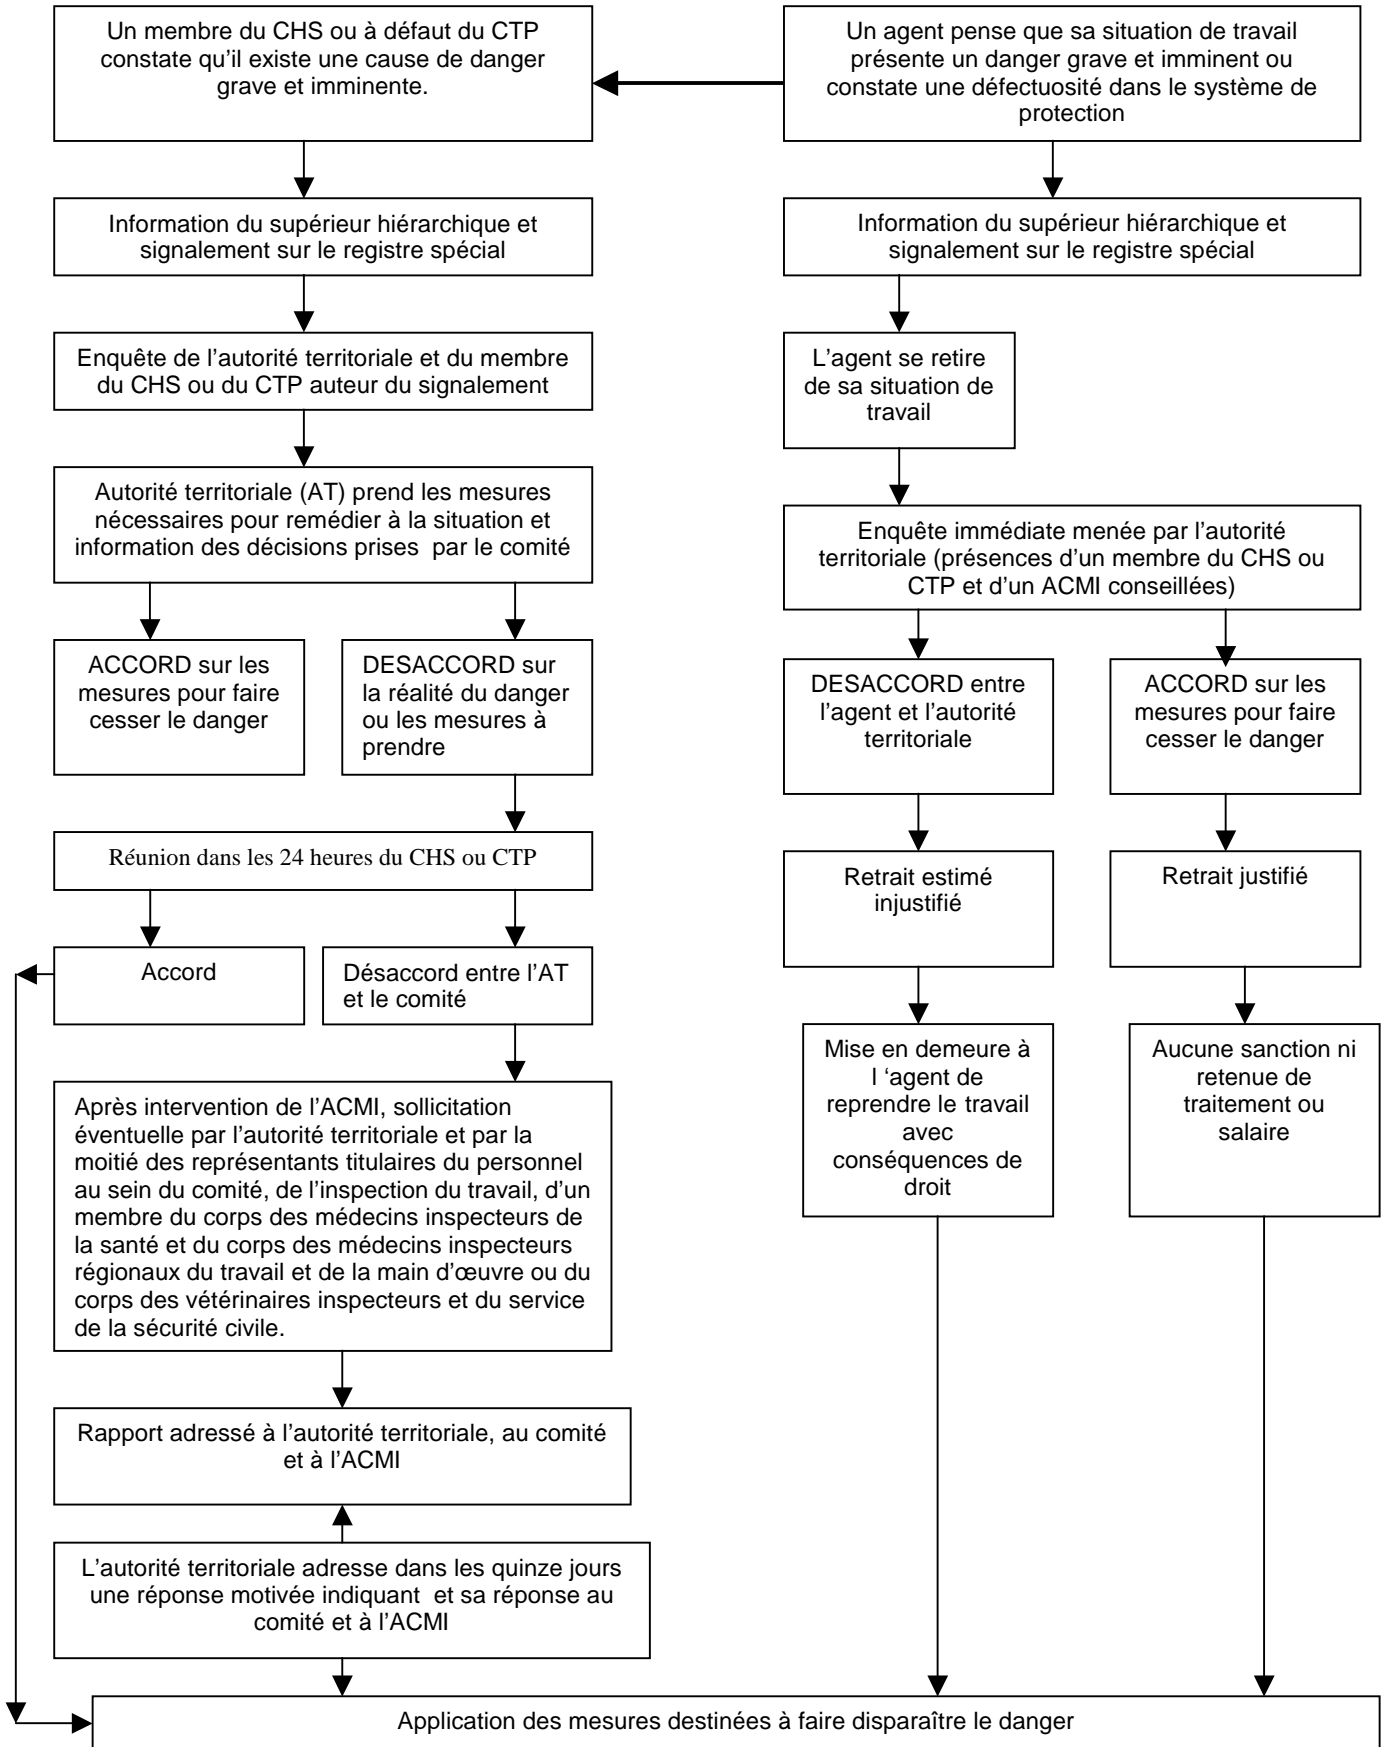 Un membre du CHS ou à défaut du CTP
constate qu'il existe une cause de danger
grave et imminente.
Un agent pense que sa situation de travail
présente un danger grave et imminent ou
constate une défectuosité dans le système de
protection
Information du supérieur hiérarchique et
signalement sur le registre spécial
Information du supérieur hiérarchique et
signalement sur le registre spécial
Enquête de l'autorité territoriale et du membre
du CHS ou du CTP auteur du signalement
L'agent se retire
de sa situation de
travail
Autorité territoriale (AT) prend les mesures
nécessaires pour remédier à la situation et
information des décisions prises  par le comité
Enquête immédiate menée par l'autorité
territoriale (présences d'un membre du CHS ou
CTP et d'un ACMI conseillées)
ACCORD sur les
mesures pour faire
cesser le danger
DESACCORD sur
la réalité du danger
ou les mesures à
prendre
DESACCORD entre
l'agent et l'autorité
territoriale
ACCORD sur les
mesures pour faire
cesser le danger
Réunion dans les 24 heures du CHS ou CTP
Retrait estimé
injustifié
Retrait justifié
Accord
Désaccord entre l'AT
et le comité
Mise en demeure à
l 'agent de
reprendre le travail
avec
conséquences de
droit
Aucune sanction ni
retenue de
traitement ou
salaire
Après intervention de l'ACMI, sollicitation
éventuelle par l'autorité territoriale et par la
moitié des représentants titulaires du personnel
au sein du comité, de l'inspection du travail, d'un
membre du corps des médecins inspecteurs de
la santé et du corps des médecins inspecteurs
régionaux du travail et de la main d'œuvre ou du
corps des vétérinaires inspecteurs et du service
de la sécurité civile.
Rapport adressé à l'autorité territoriale, au comité
et à l'ACMI
L'autorité territoriale adresse dans les quinze jours
une réponse motivée indiquant  et sa réponse au
comité et à l'ACMI
Application des mesures destinées à faire disparaître le danger